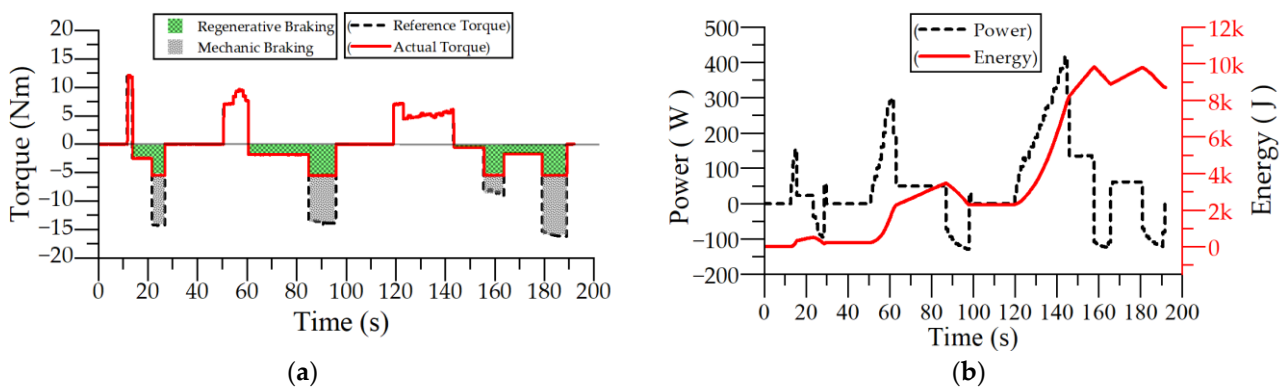 Regenerative Braking
Mechanic Braking
( Reference Torque)
( Actual Torque)
Torque (Nm)
20
15
10
5
0
−5
−10
−15
−20
0 20 40 60 80 100 120 140 160 180 200
Time (s)
(a)
( Power)
( Energy)
Power ( W )
500
400
300
200
100
0
−100
−200
0 20 40 60 80 100 120 140 160 180 200
Time (s)
12k
10k
8k
6k
4k
2k
0
Energy ( J )
(b)